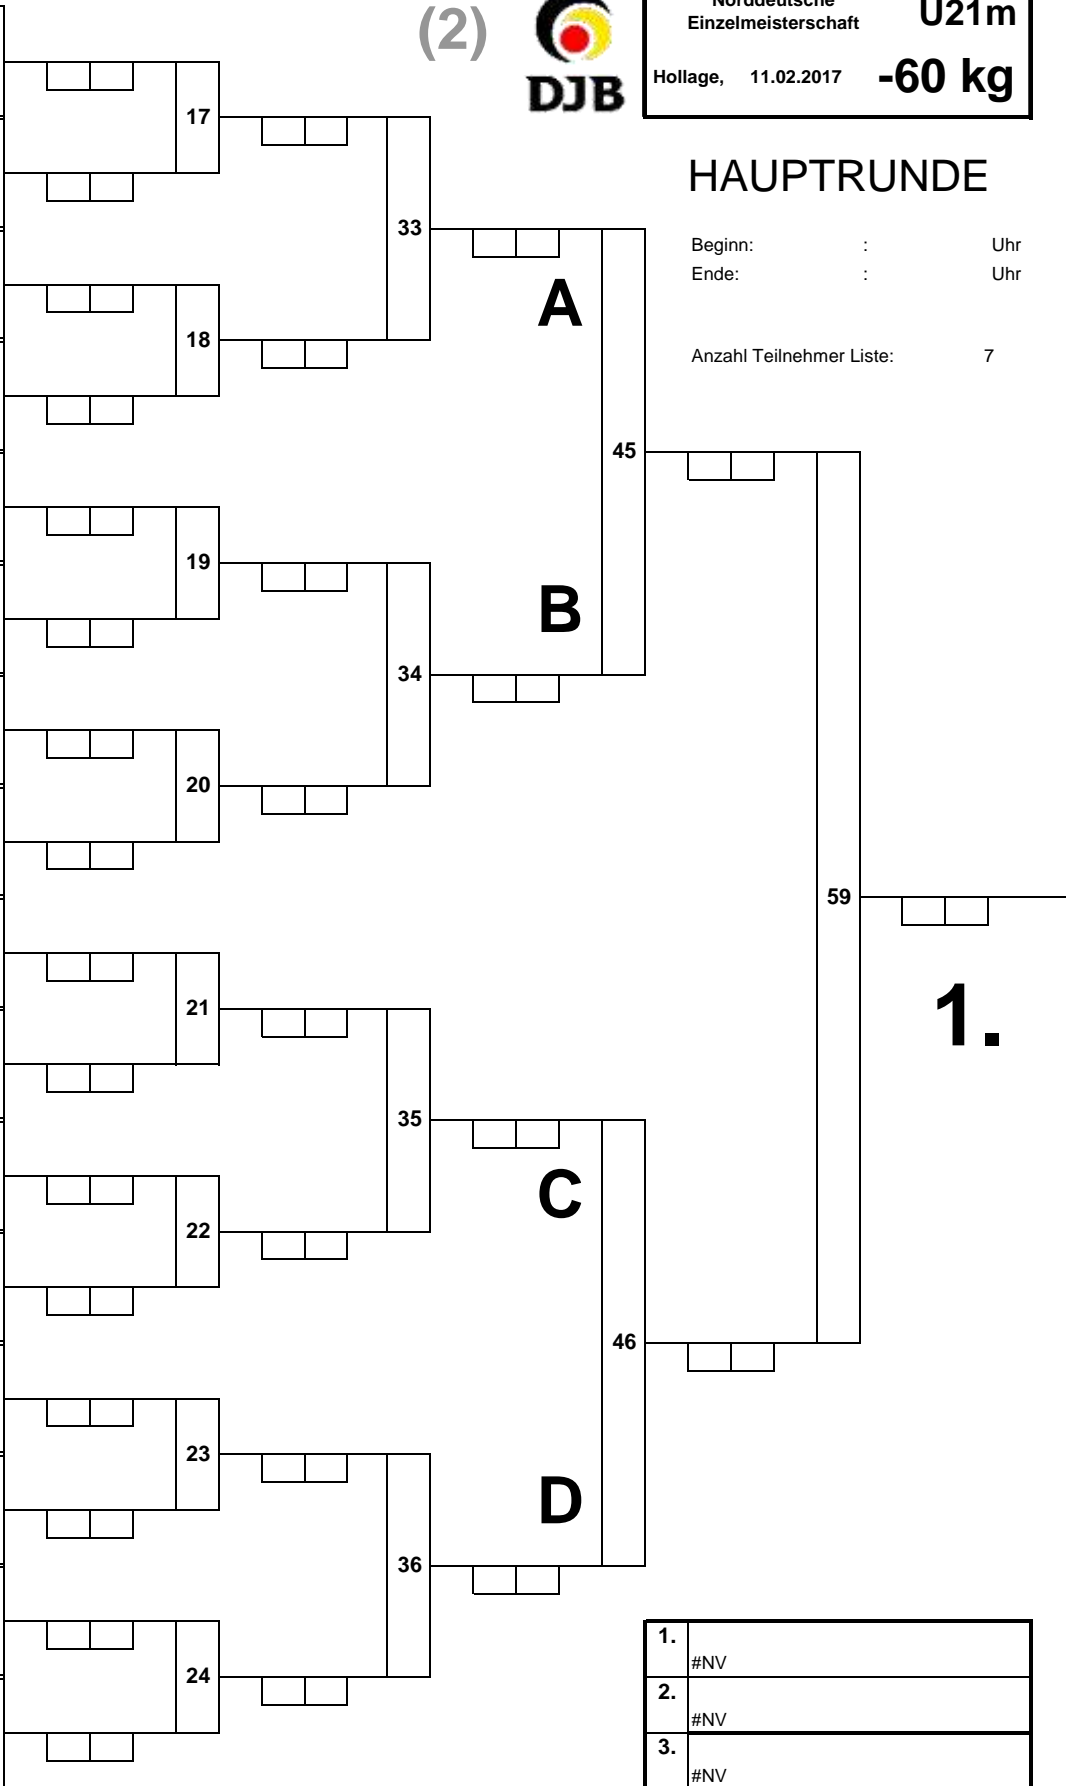 (2)
DJB
Norddeutsche
Einzelmeisterschaft
U21m
Hollage, 11.02.2017 -60 kg
HAUPTRUNDE
Beginn: : Uhr
Ende: : Uhr
Anzahl Teilnehmer Liste: 7
17
33
A
18
45
19
B
34
20
59
1.
21
35
C
22
46
23
D
36
24
1.
#NV
2.
#NV
3.
#NV